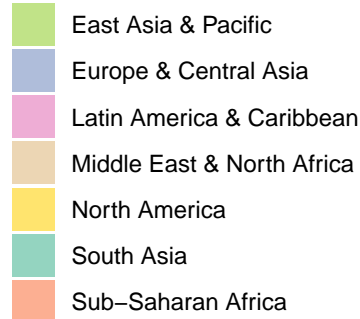 East Asia & Pacific
Europe & Central Asia
Latin America & Caribbean
Middle East & North Africa
North America
South Asia
Sub−Saharan Africa